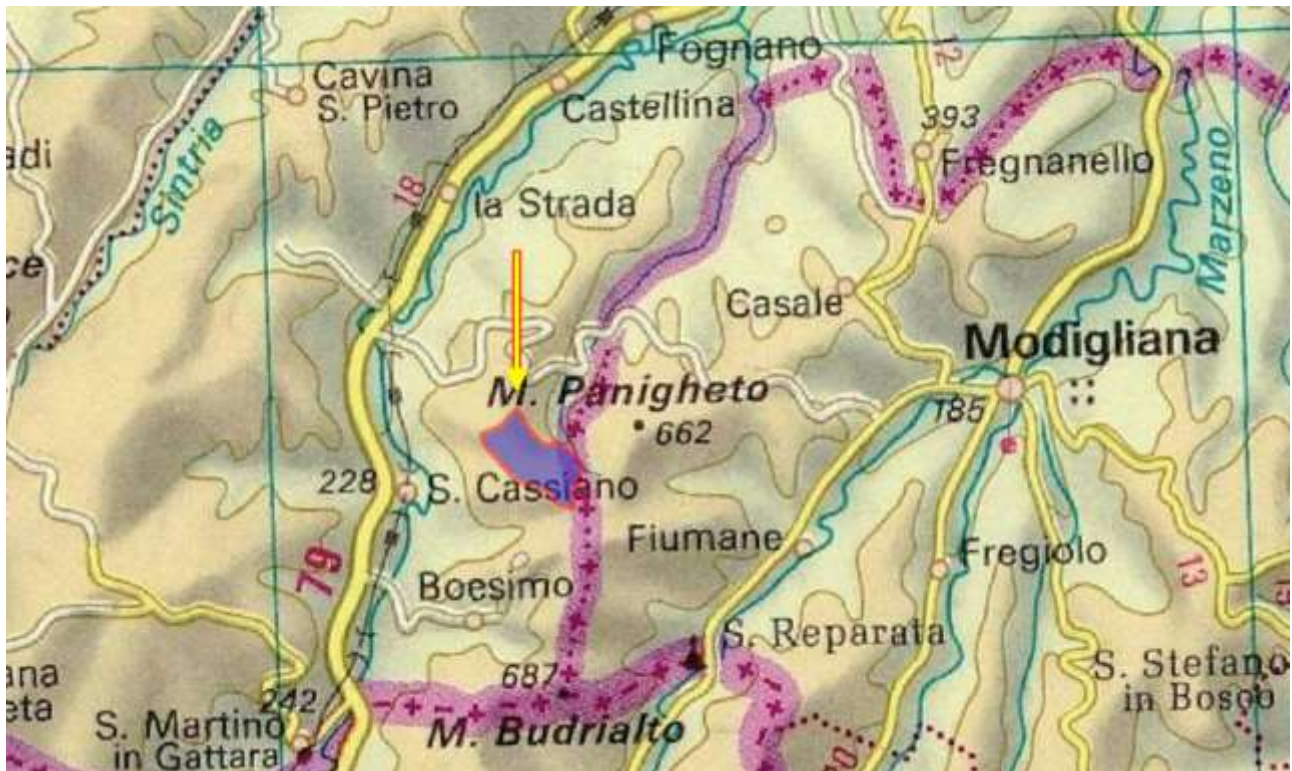 Fognano
12
Cavina
S. Pietro
Castellina
393
adi
Sintria
Fregnanello
18
la Strada
Marzeno
ce
Casale
Modigliana
M. Panigheto
185
662
228
S. Cassiano
Fiumane
Fregiolo
79
13
Boesimo
S. Reparata
ana
eta
687
S. Stefano
in Bosco
242
S. Martino
in Gattara
M. Budrialto